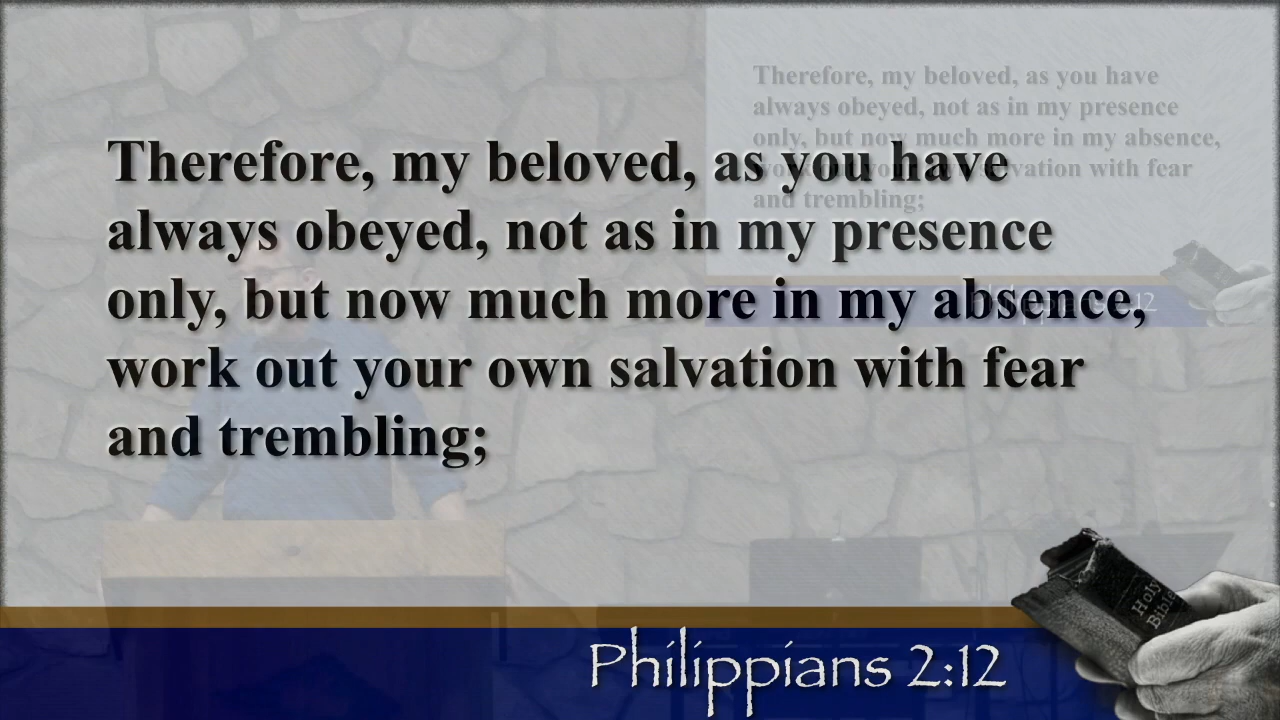 Therefore, my beloved, as you have
always obeyed, not as in my presence
only, but now much more in my absence,
work out your own salvation with fear
and trembling;
Therefore, my beloved, as you have
always obeyed, not as in my presence
only, but now much more in my absence,
vation with fear
and trembling;
Holy
Bible
Philippians 2:12